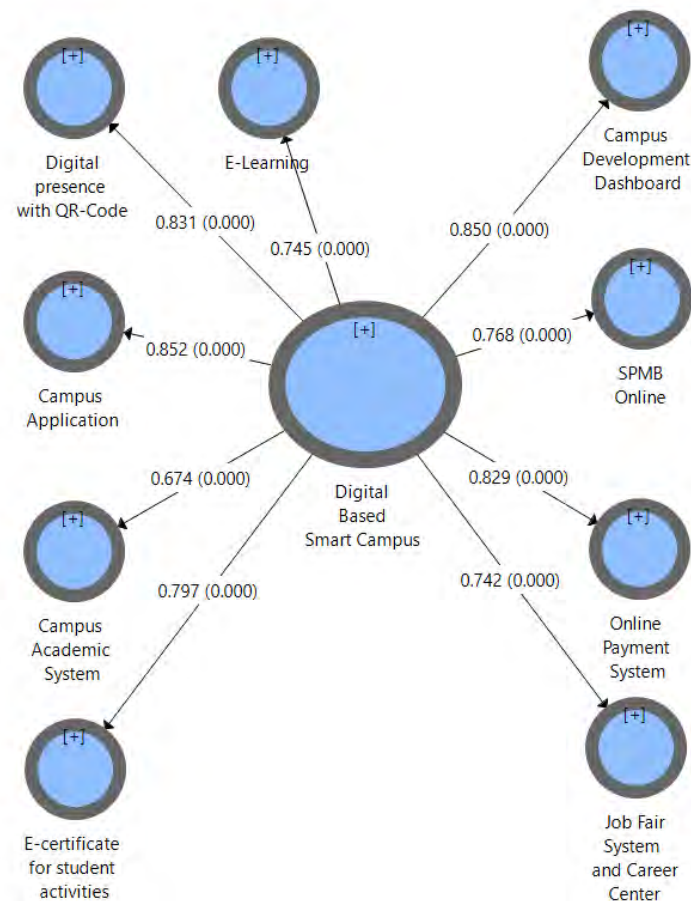 [+]
Digital
presence
with QR-Code
[+]
E-Learning
[+]
Campus
Development
Dashboard
0.831 (0.000)
0.745 (0.000)
0.850 (0.000)
[+]
Campus
Application
0.852 (0.000)
[+]
Digital
Based
Smart Campus
0.768 (0.000)
[+]
SPMB
Online
0.674 (0.000)
0.829 (0.000)
[+]
Campus
Academic
System
0.797 (0.000)
0.742 (0.000)
[+]
Online
Payment
System
[+]
E-certificate
for student
activities
[+]
Job Fair
System
and Career
Center